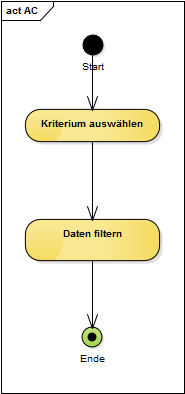 act AC
Start
Kriterium auswählen
Daten filtern
Ende